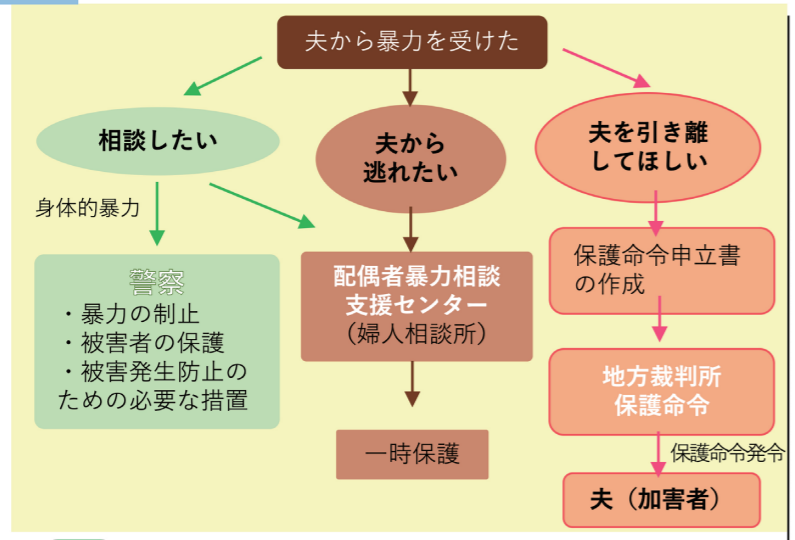 夫から暴力を受けた
相談したい
夫から
逃れたい
夫を引き離
してほしい
身体的暴力
警察
・暴力の制止
・被害者の保護
・被害発生防止の
ための必要な措置
配偶者暴力相談
支援センター
（婦人相談所）
一時保護
保護命令申立書
の作成
地方裁判所
保護命令
保護命令発令
夫（加害者）